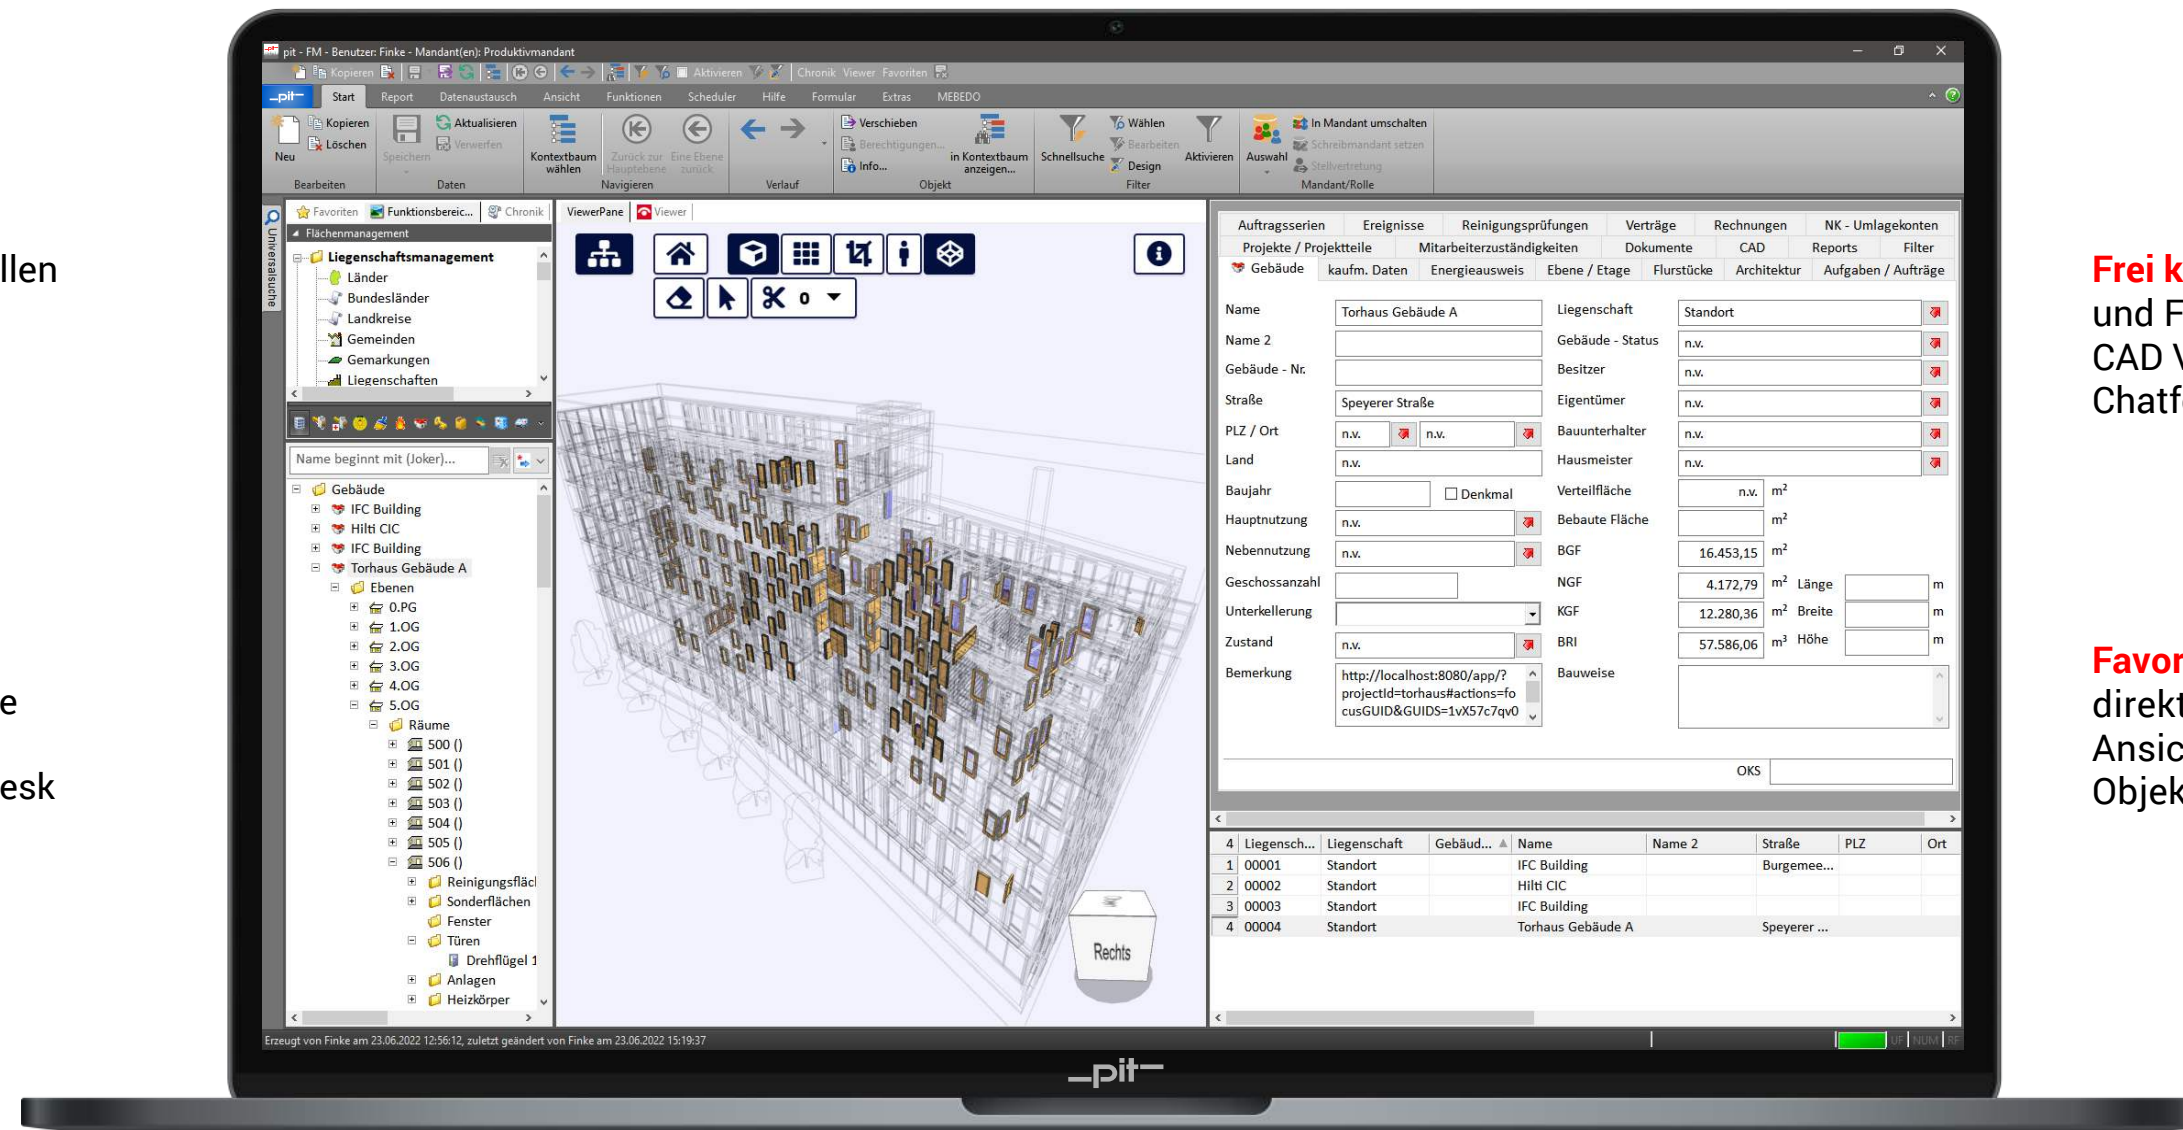 pit - FM - Benutzer: Finke - Mandant(en): Produktivmandant
Kopieren Aktivieren Chronik Viewer Favoriten
pit Start Report Datenaustausch Ansicht Funktionen Scheduler Hilfe Formular Extras MEBEDO
Neu
Kopieren
Löschen
Bearbeiten
Speichern
Aktualisieren
Verwerfen
Daten
Kontextbaum
wählen
Zurück zur
Hauptebene
Eine Ebene
zurück
Navigieren
Verlauf
Verschieben
Berechtigungen...
Info...
in Kontextbaum
anzeigen...
Objekt
Schnellsuche
Wählen
Bearbeiten
Design
Aktivieren
Filter
Auswahl
In Mandant umschalten
Schreibmandant setzen
Stellvertretung
Mandant/Rolle
Universalsuche
Favoriten Funktionsbereic... Chronik
Flächenmanagement
Liegenschaftsmanagement
Länder
Bundesländer
Landkreise
Gemeinden
Gemarkungen
Liegenschaften
Name beginnt mit (Joker)...
Gebäude
IFC Building
Hilti CIC
IFC Building
Torhaus Gebäude A
Ebenen
0.PG
1.OG
2.OG
3.OG
4.OG
5.OG
Räume
500 ()
501 ()
502 ()
503 ()
504 ()
505 ()
506 ()
Reinigungsfläc
Sonderflächen
Fenster
Türen
Drehflügel 1
Anlagen
Heizkörper
ViewerPane Viewer
0
Rechts
Auftragsserien Ereignisse Reinigungsprüfungen Verträge Rechnungen NK - Umlagekonten
Projekte / Projektteile Mitarbeiterzuständigkeiten Dokumente CAD Reports Filter
Gebäude kaufm. Daten Energieausweis Ebene / Etage Flurstücke Architektur Aufgaben / Aufträge
Name Torhaus Gebäude A Liegenschaft Standort
Name 2 Gebäude - Status n.v.
Gebäude - Nr. Besitzer n.v.
Straße Speyerer Straße Eigentümer n.v.
PLZ / Ort n.v. n.v. Bauunterhalter n.v.
Land n.v. Hausmeister n.v.
Baujahr Denkmal Verteilfläche n.v. m²
Hauptnutzung n.v. Bebaute Fläche m²
Nebennutzung n.v. BGF 16.453,15 m²
Geschossanzahl NGF 4.172,79 m² Länge m
Unterkellerung KGF 12.280,36 m² Breite m
Zustand n.v. BRI 57.586,06 m³ Höhe m
Bemerkung http://localhost:8080/app/? Bauweise
projectId=torhaus#actions=fo
cusGUID&GUIDS=1vX57c7qv0
OKS
4 Liegensch... Liegenschaft Gebäud... Name Name 2 Straße PLZ Ort
1 00001 Standort IFC Building Burgemee...
2 00002 Standort Hilti CIC
3 00003 Standort IFC Building
4 00004 Standort Torhaus Gebäude A Speyerer ...
Erzeugt von Finke am 23.06.2022 12:56:12, zuletzt geändert von Finke am 23.06.2022 15:19:37
UF NUM RF
pit
llen
e
esk
Frei k
und F
CAD V
Chatf
Favor
direkt
Ansic
Objek